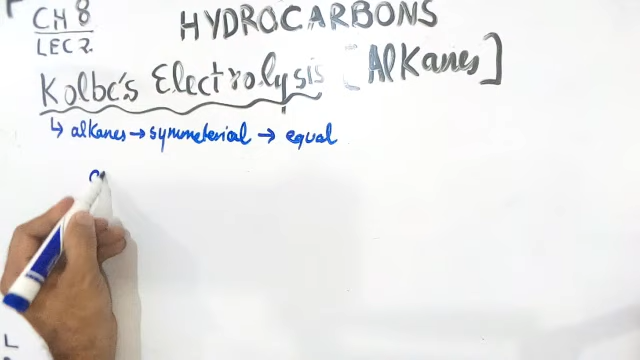 CH 8
LEC 2.
HYDROCARBONS
Kolbe's Electrolysis [Alkanes]
↳ alkanes → symmeterial → equal
L